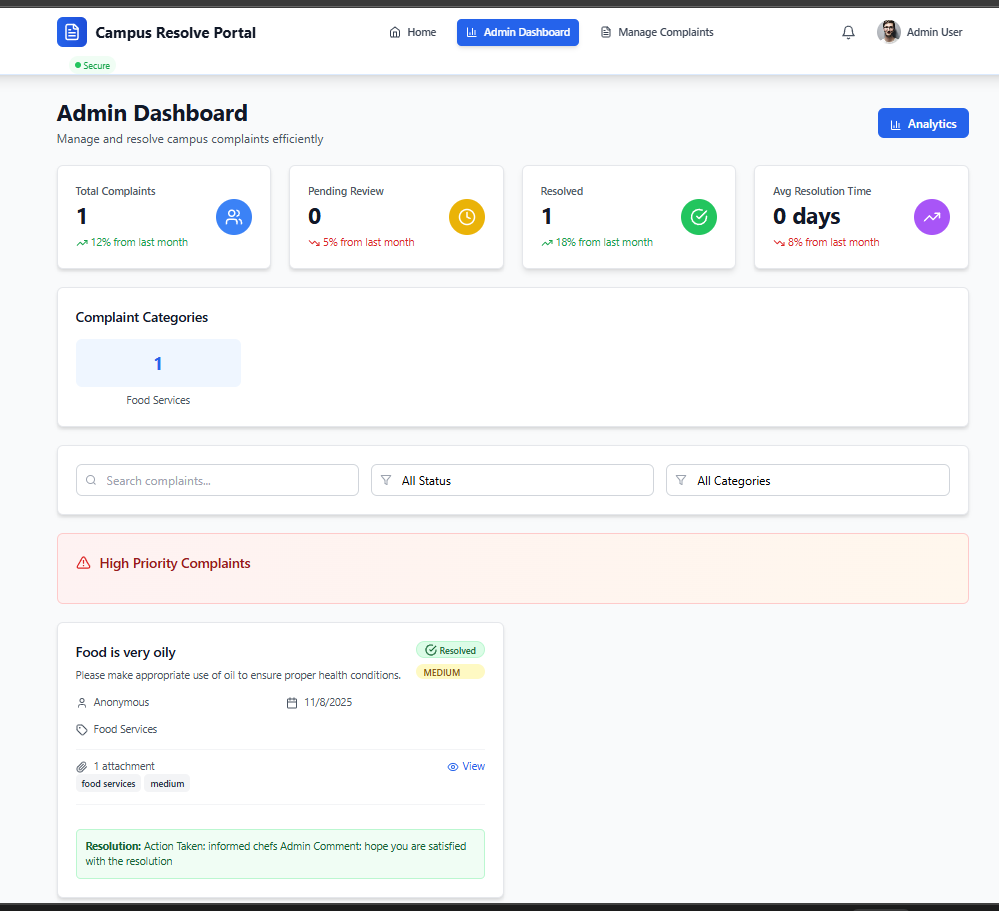 Campus Resolve Portal
Home
Admin Dashboard
Manage Complaints
Admin User
Secure
Admin Dashboard
Manage and resolve campus complaints efficiently
Analytics
Total Complaints
1
12% from last month
Pending Review
0
5% from last month
Resolved
1
18% from last month
Avg Resolution Time
0 days
8% from last month
Complaint Categories
1
Food Services
Search complaints...
All Status
All Categories
High Priority Complaints
Food is very oily
Resolved
Please make appropriate use of oil to ensure proper health conditions.
MEDIUM
Anonymous
11/8/2025
Food Services
1 attachment
View
food services
medium
Resolution: Action Taken: informed chefs Admin Comment: hope you are satisfied
with the resolution